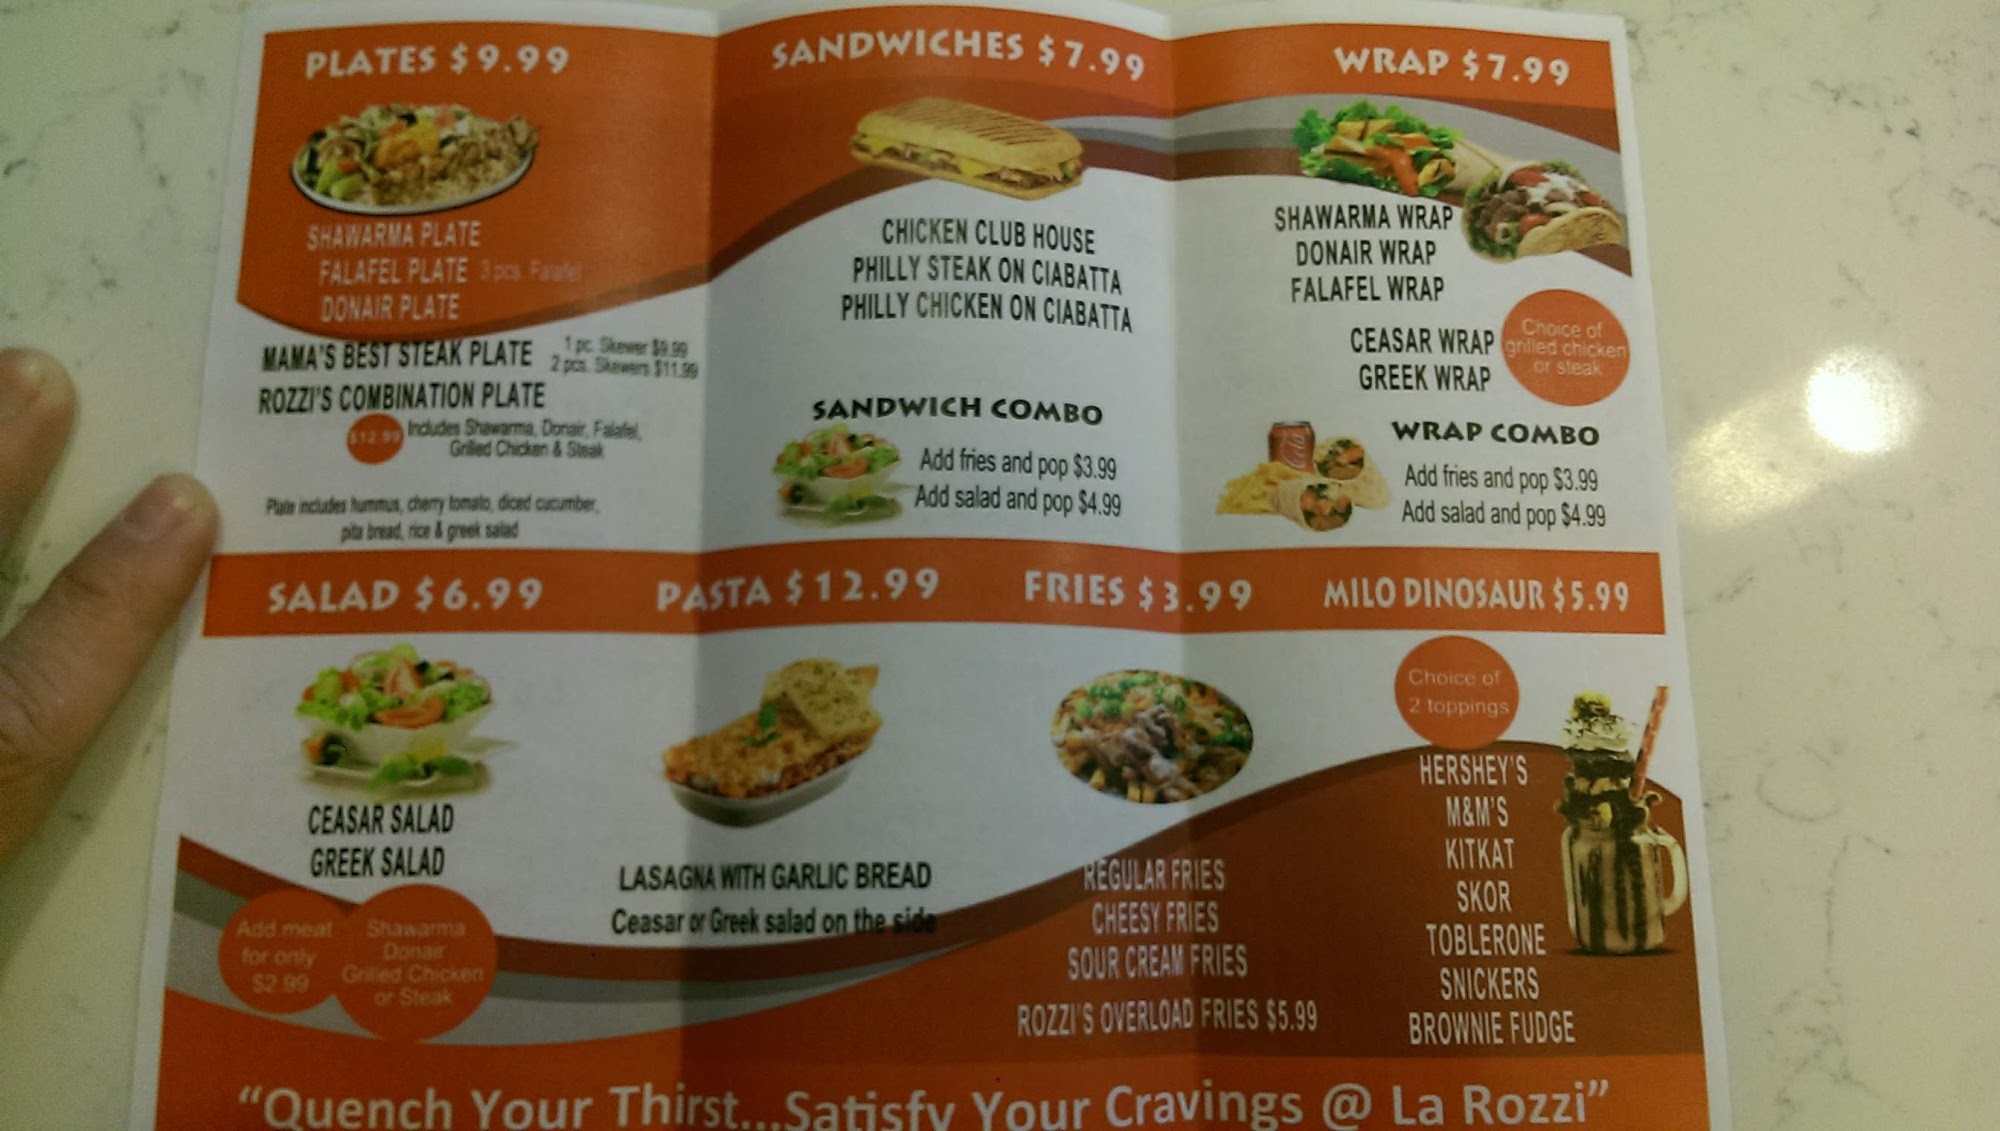 PLATES $9.99
SHAWARMA PLATE
FALAFEL PLATE 3 pcs. Falafel
DONAIR PLATE
MAMA'S BEST STEAK PLATE
1 pc. Skewer $9.99
2 pcs. Skewers $11.99
ROZZI'S COMBINATION PLATE
$12.99
Includes Shawarma, Donair, Falafel,
Grilled Chicken & Steak
Plate includes hummus, cherry tomato, diced cucumber,
pita bread, rice & greek salad
SANDWICHES $7.99
CHICKEN CLUB HOUSE
PHILLY STEAK ON CIABATTA
PHILLY CHICKEN ON CIABATTA
SANDWICH COMBO
Add fries and pop $3.99
Add salad and pop $4.99
WRAP $7.99
SHAWARMA WRAP
DONAIR WRAP
FALAFEL WRAP
CEASAR WRAP
GREEK WRAP
Choice of
grilled chicken
or steak
WRAP COMBO
Add fries and pop $3.99
Add salad and pop $4.99
SALAD $6.99
CEASAR SALAD
GREEK SALAD
Add meat
for only
$2.99
Shawarma
Donair
Grilled Chicken
or Steak
PASTA $12.99
LASAGNA WITH GARLIC BREAD
Ceasar or Greek salad on the side
FRIES $3.99
REGULAR FRIES
CHEESY FRIES
SOUR CREAM FRIES
ROZZI'S OVERLOAD FRIES $5.99
MILO DINOSAUR $5.99
Choice of
2 toppings
HERSHEY'S
M&M'S
KITKAT
SKOR
TOBLERONE
SNICKERS
BROWNIE FUDGE
"Quench Your Thirst...Satisfy Your Cravings @ La Rozzi"